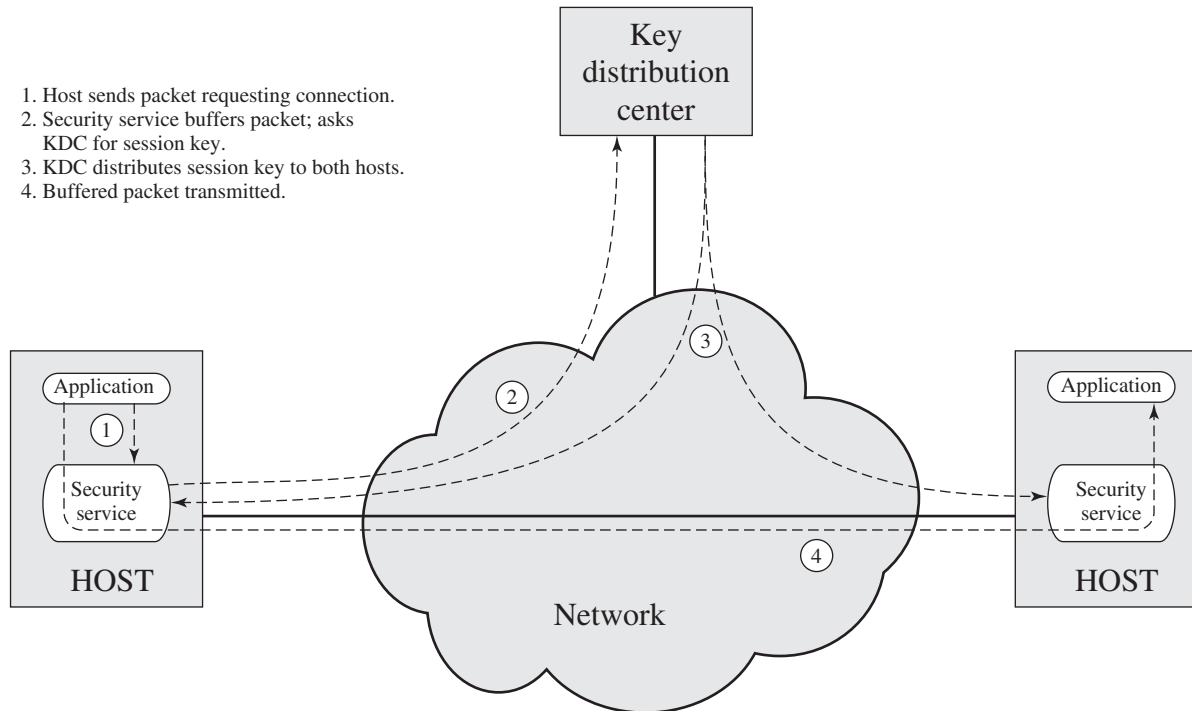 Key
distribution
center
1. Host sends packet requesting connection.
2. Security service buffers packet; asks
KDC for session key.
3. KDC distributes session key to both hosts.
4. Buffered packet transmitted.
3
2
Application
1
Security
service
HOST
Application
Security
service
HOST
4
Network